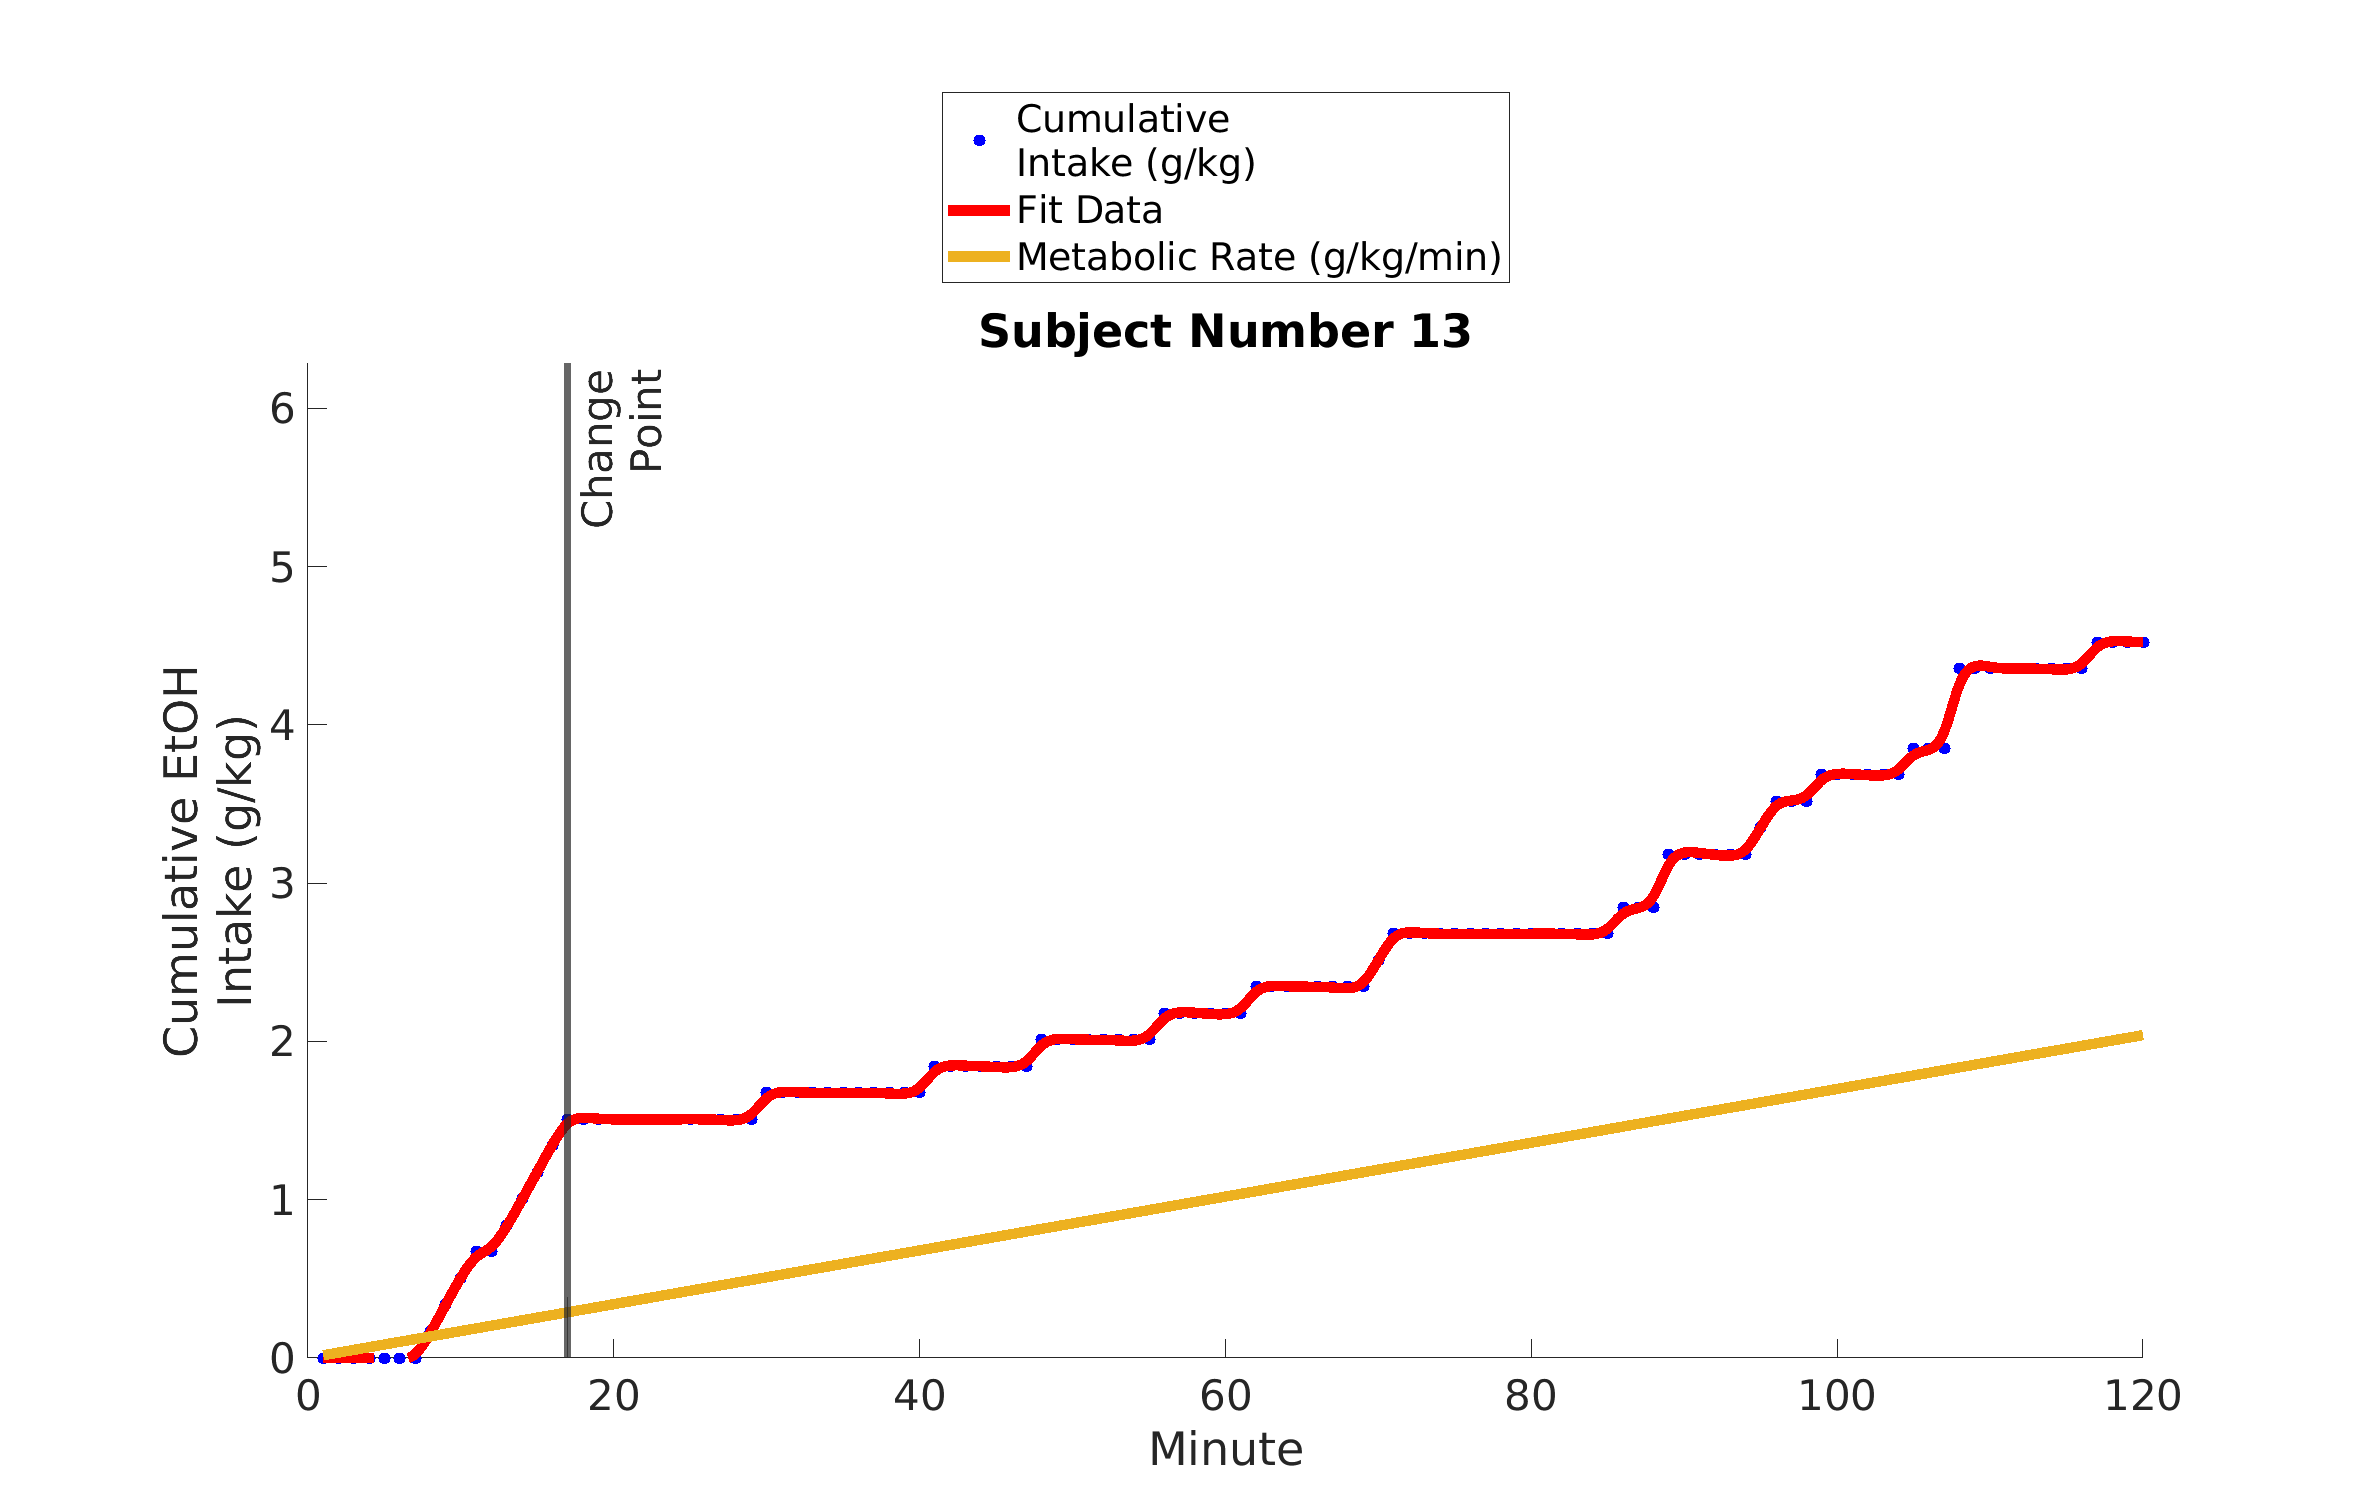 Cumulative
Intake (g/kg)
Fit Data
Metabolic Rate (g/kg/min)
Subject Number 13
Change
Point
Cumulative EtOH
Intake (g/kg)
6
5
4
3
2
1
0
0 20 40 60 80 100 120
Minute